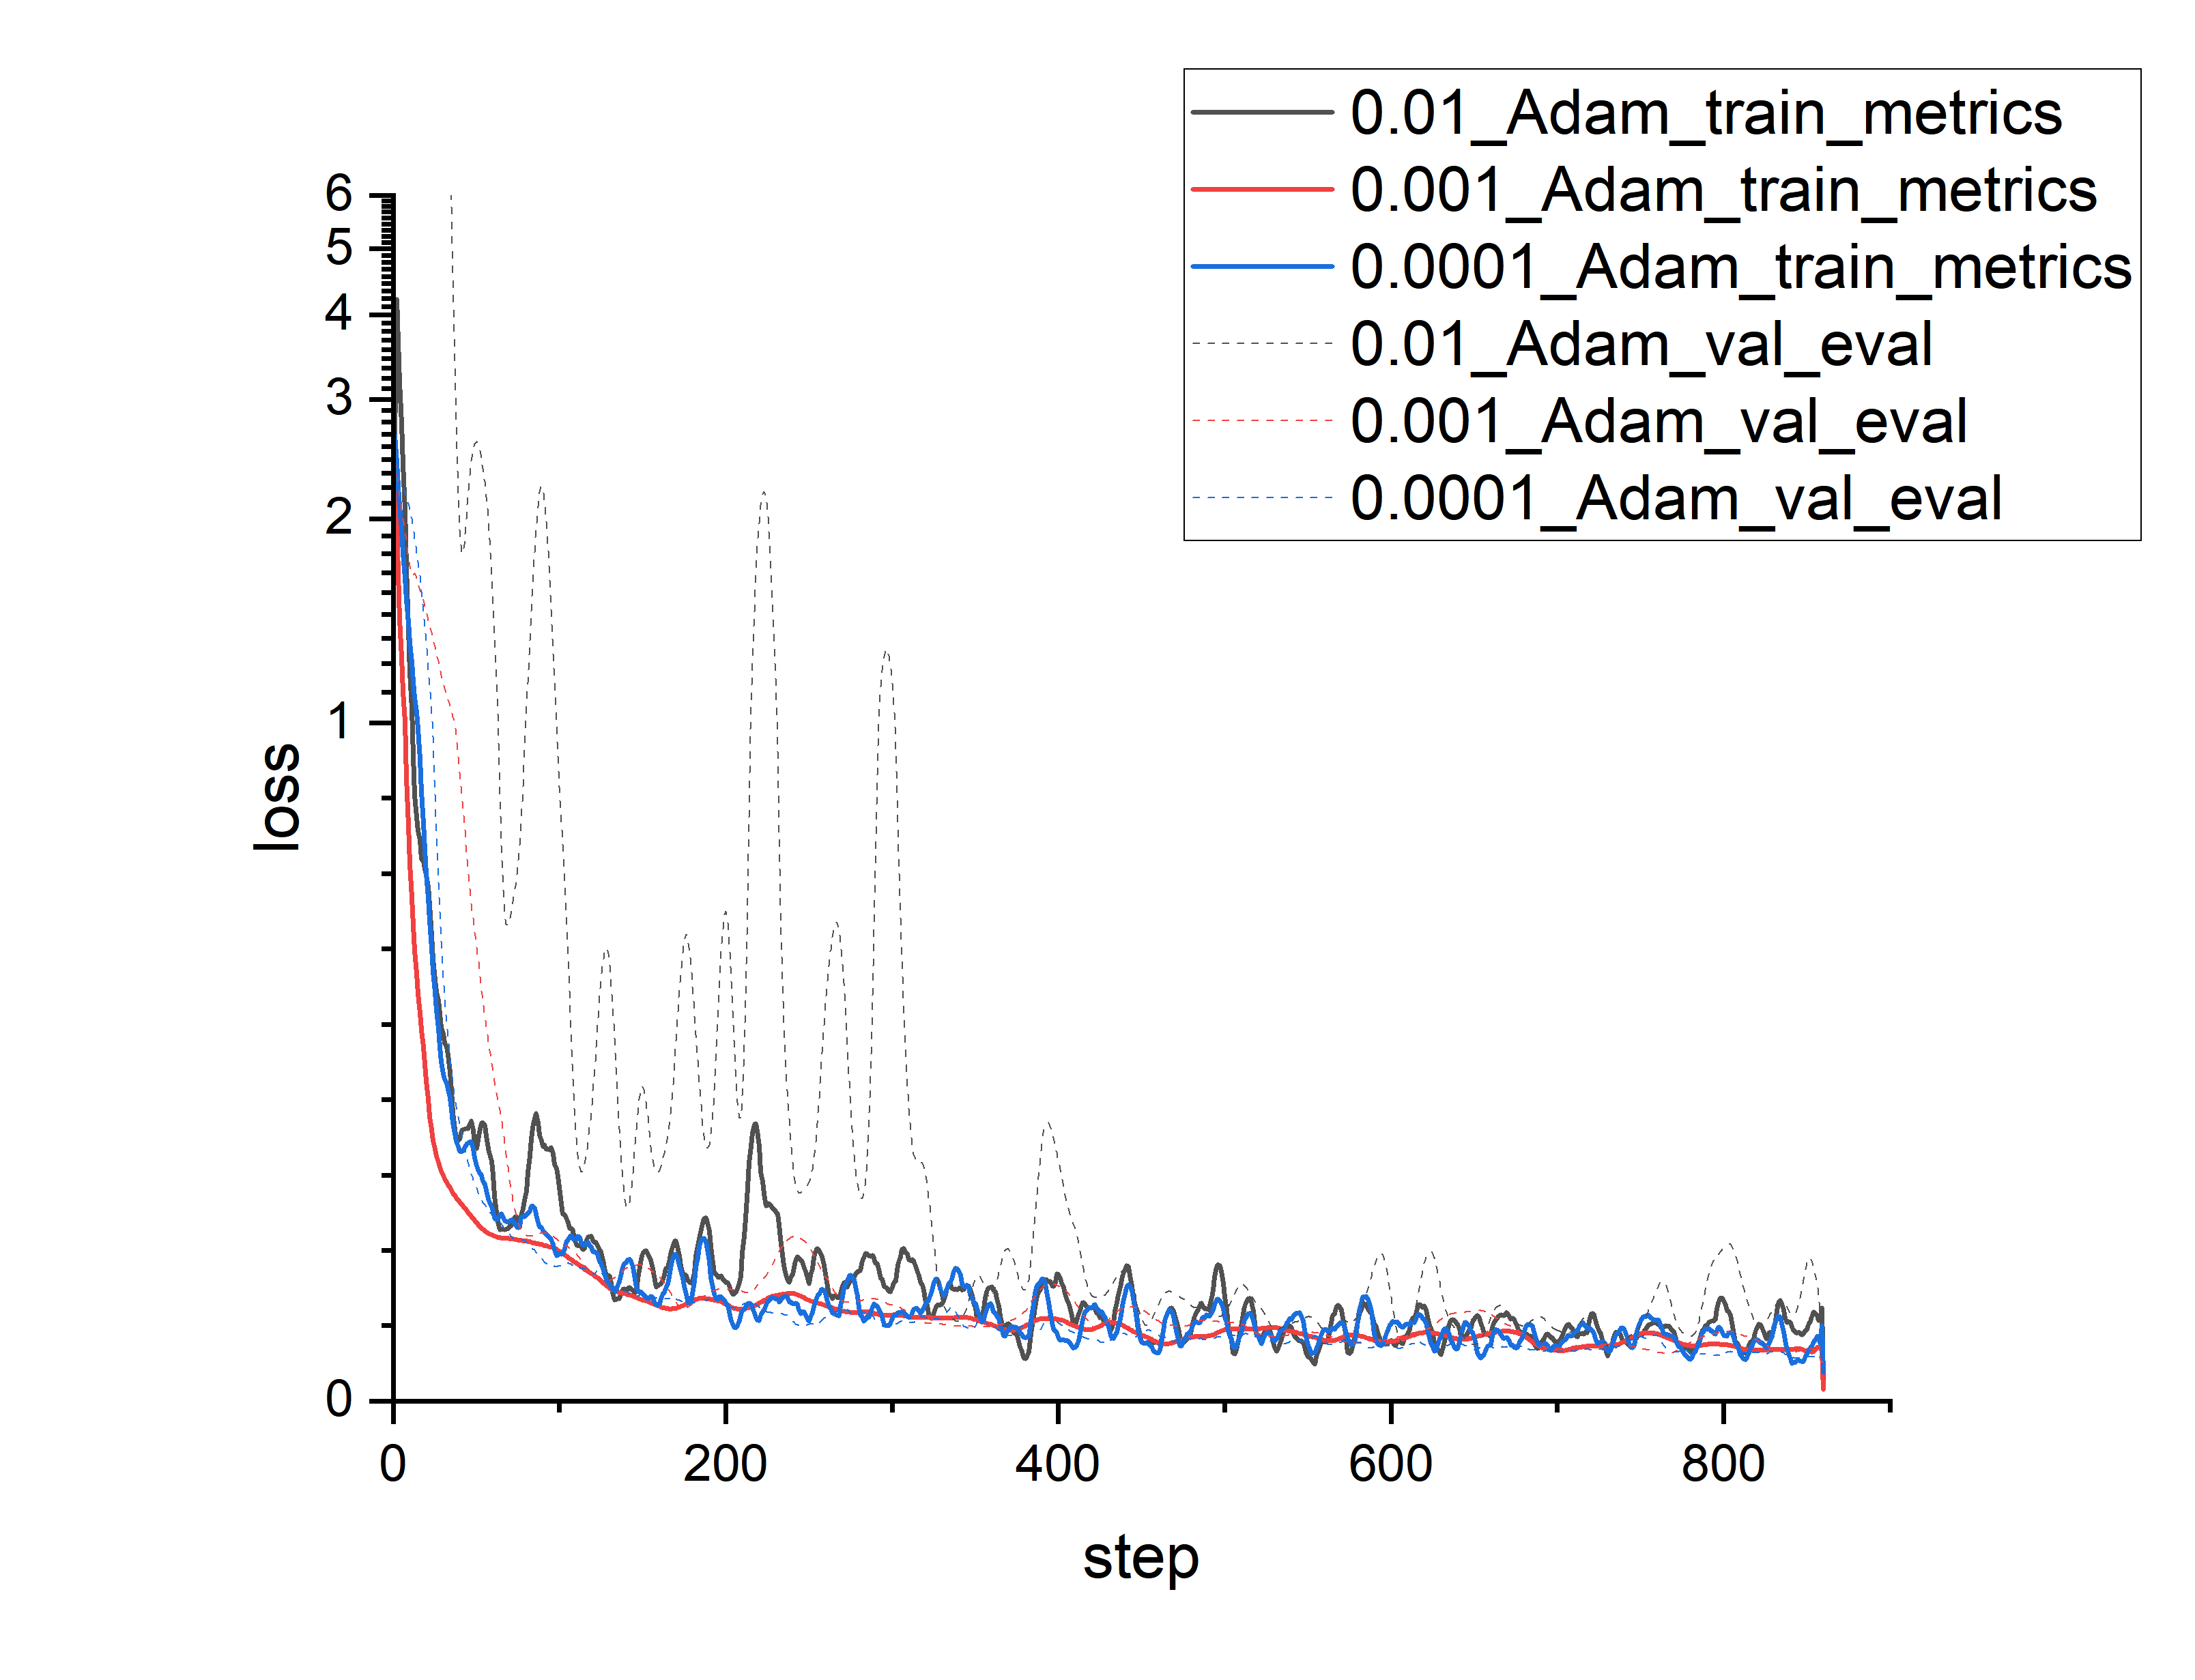 0.01_Adam_train_metrics
0.001_Adam_train_metrics
0.0001_Adam_train_metrics
0.01_Adam_val_eval
0.001_Adam_val_eval
0.0001_Adam_val_eval
6
5
4
3
2
1
0
loss
0 200 400 600 800
step